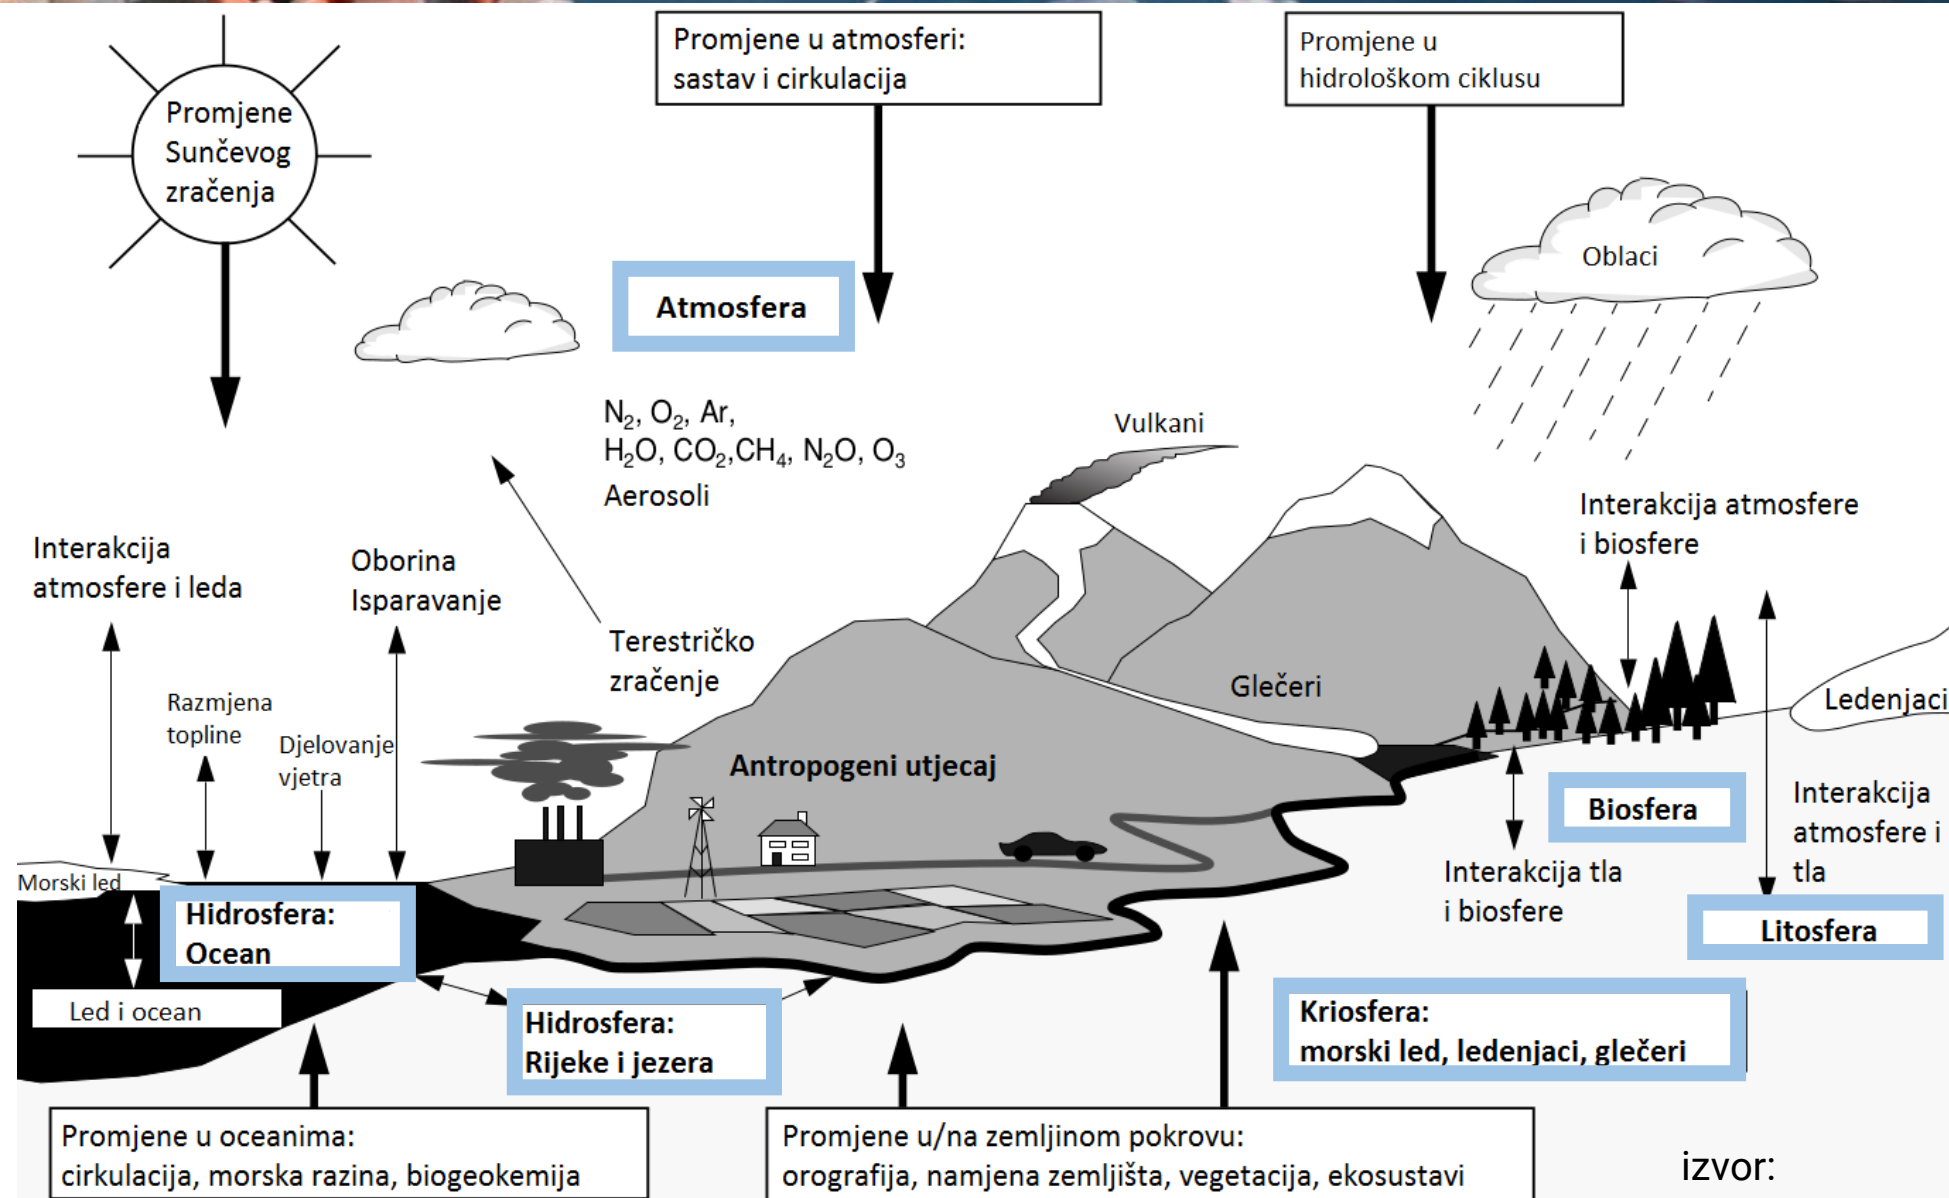 Promjene
Sunčevog
zračenja
Promjene u atmosferi:
sastav i cirkulacija
Promjene u
hidrološkom ciklusu
Oblaci
Atmosfera
N₂, O₂, Ar,
H₂O, CO₂,CH₄, N₂O, O₃
Aerosoli
Vulkani
Interakcija atmosfere
i biosfere
Interakcija
atmosfere i leda
Oborina
Isparavanje
Terestričko
zračenje
Razmjena
topline
Djelovanje
vjetra
Glečeri
Ledenjaci
Antropogeni utjecaj
Biosfera
Interakcija
atmosfere i
tla
Interakcija tla
i biosfere
Morski led
Hidrosfera:
Ocean
Litosfera
Led i ocean
Hidrosfera:
Rijeke i jezera
Kriosfera:
morski led, ledenjaci, glečeri
Promjene u oceanima:
cirkulacija, morska razina, biogeokemija
Promjene u/na zemljinom pokrovu:
orografija, namjena zemljišta, vegetacija, ekosustavi
izvor: